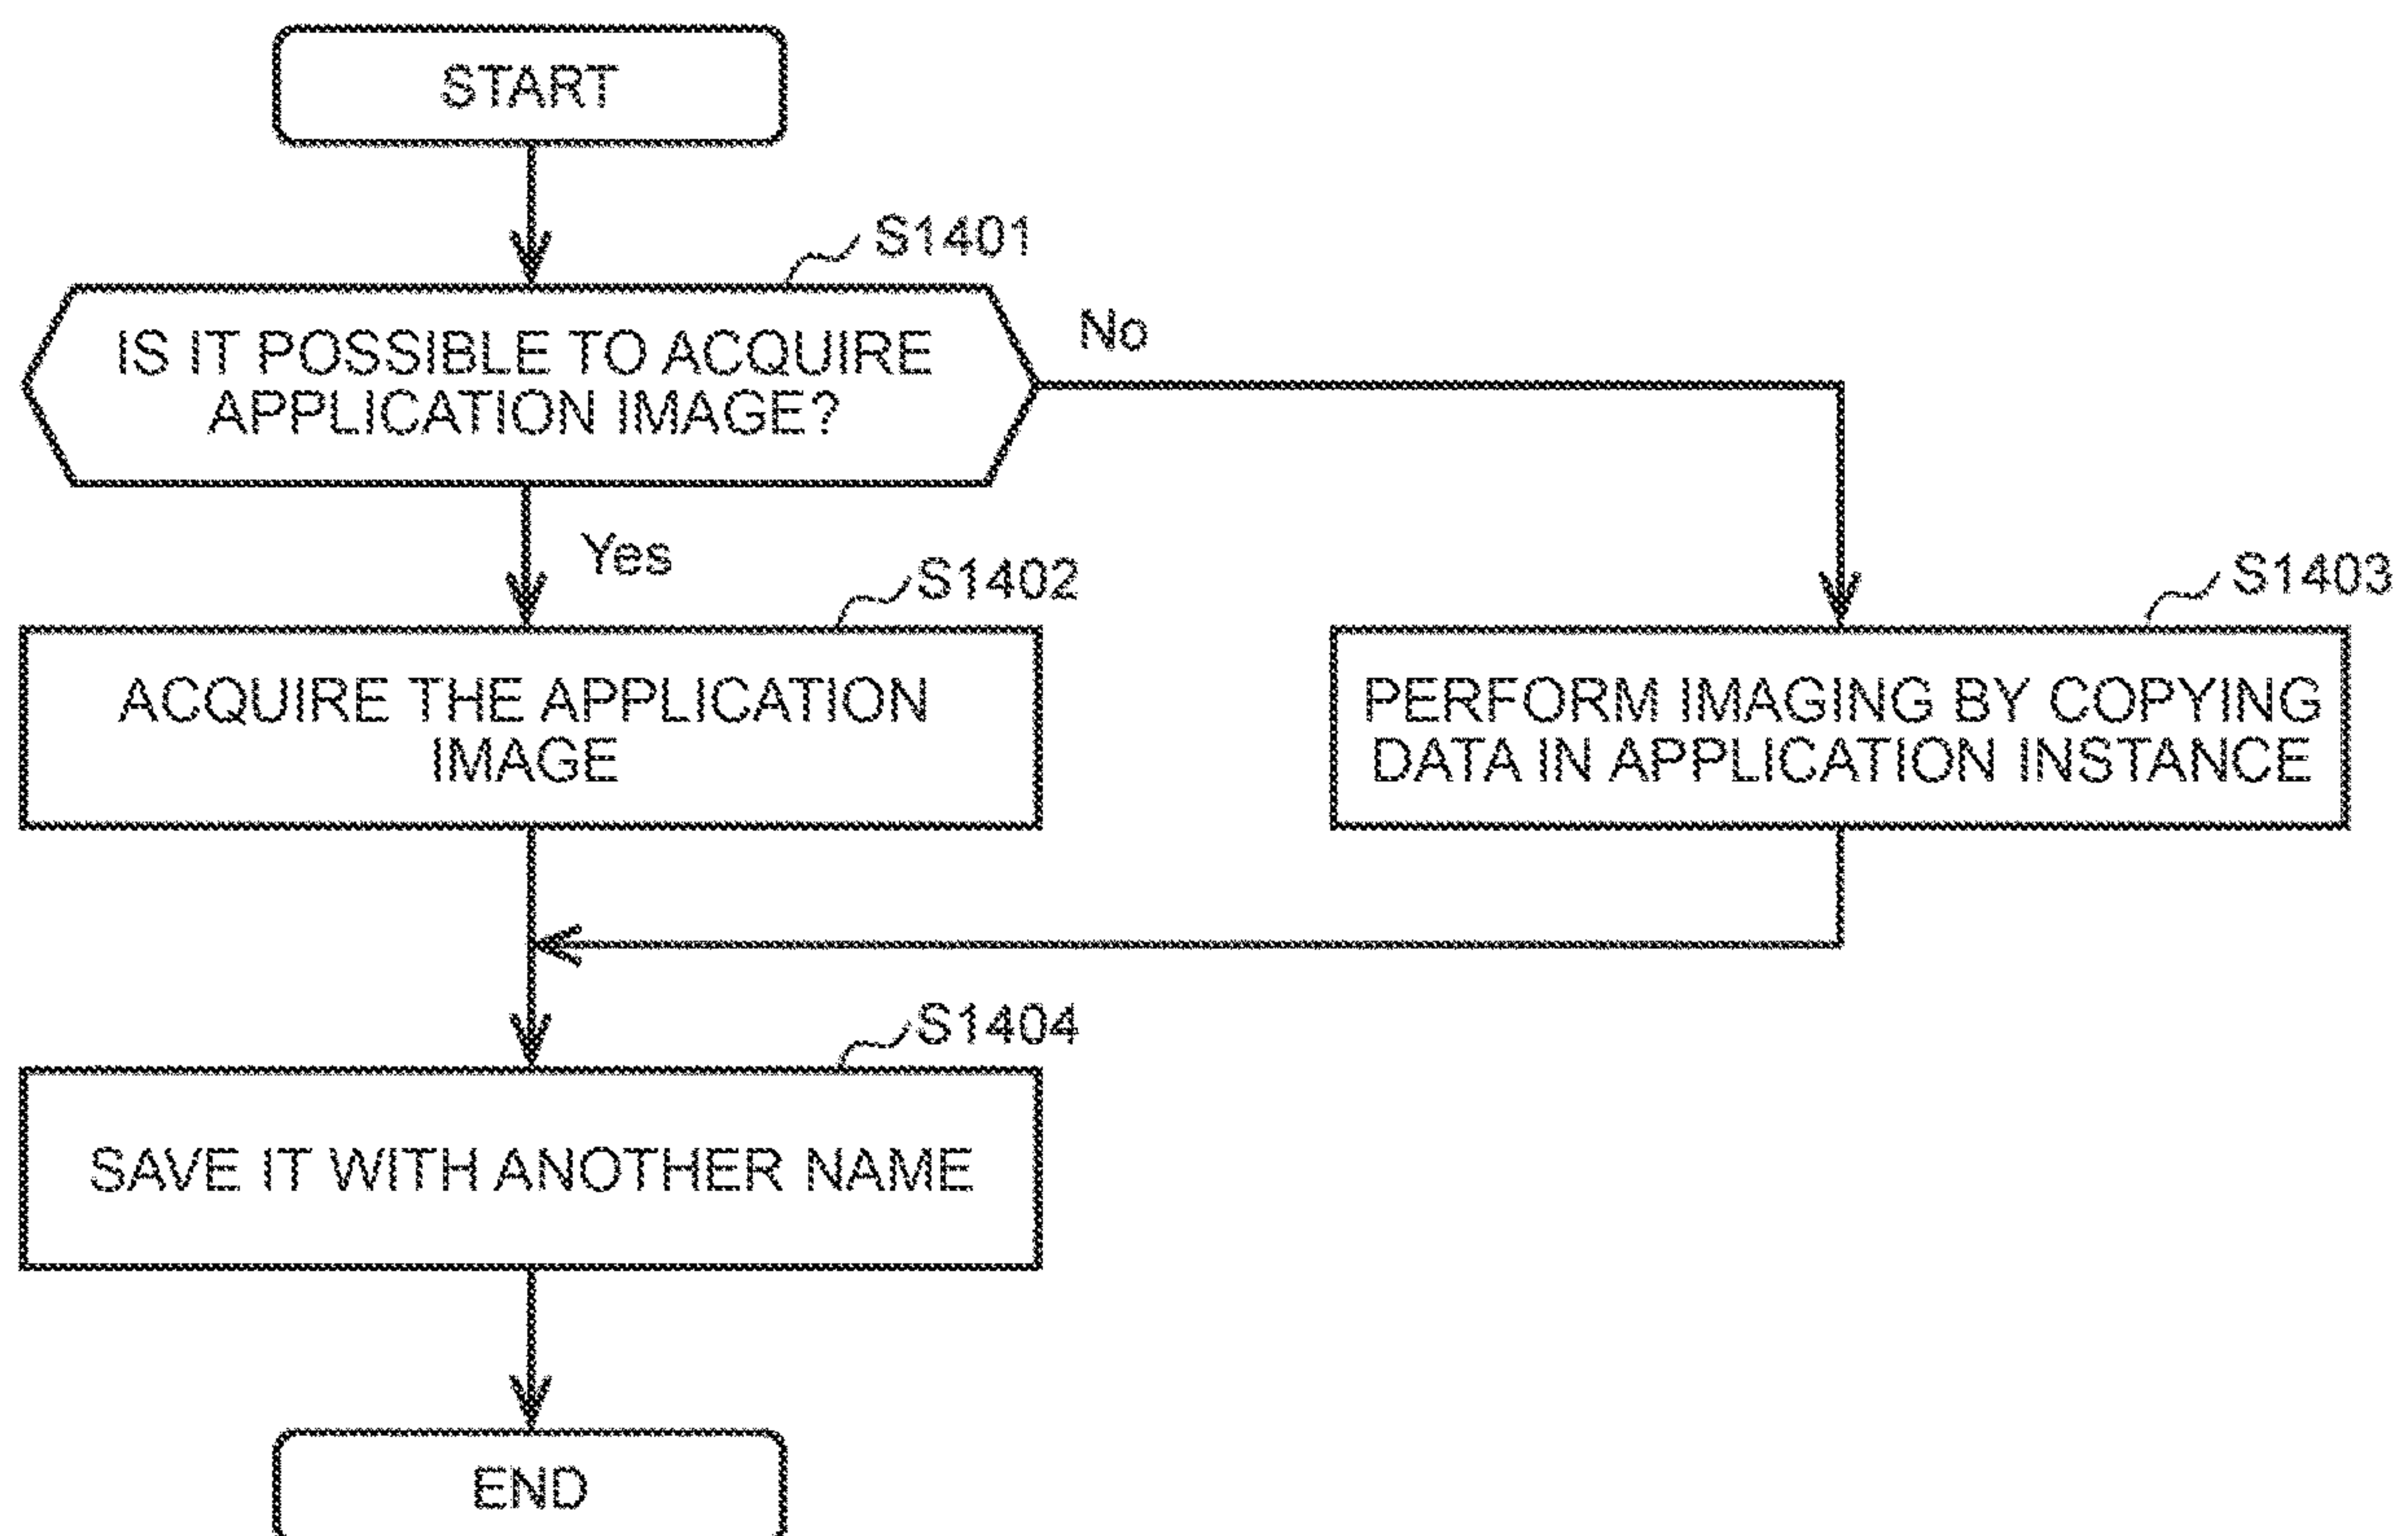 START
S1401
IS IT POSSIBLE TO ACQUIRE
APPLICATION IMAGE?
No
Yes
S1402
S1403
ACQUIRE THE APPLICATION
IMAGE
PERFORM IMAGING BY COPYING
DATA IN APPLICATION INSTANCE
S1404
SAVE IT WITH ANOTHER NAME
END